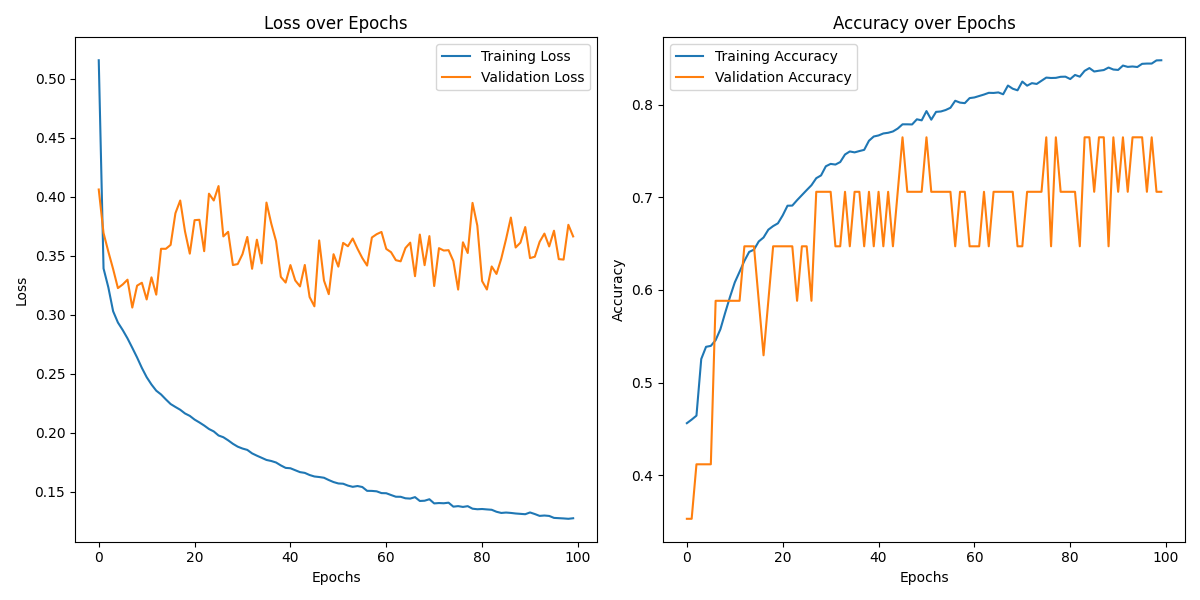 Loss over Epochs
Training Loss
Validation Loss
0.50
0.45
0.40
0.35
0.30
0.25
0.20
0.15
Loss
0 20 40 60 80 100
Epochs
Accuracy over Epochs
Training Accuracy
Validation Accuracy
0.8
0.7
0.6
0.5
0.4
Accuracy
0 20 40 60 80 100
Epochs